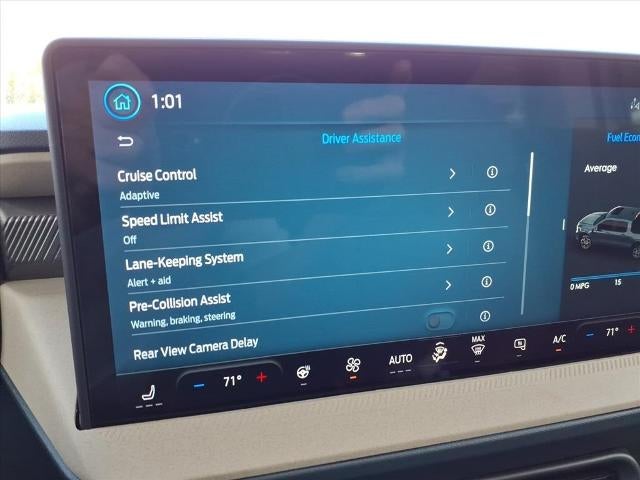 1:01
Driver Assistance
Fuel Econ
Cruise Control
Adaptive
Average
Speed Limit Assist
Off
Lane-Keeping System
Alert + aid
Pre-Collision Assist
Warning, braking, steering
0 MPG 15
Rear View Camera Delay
71° AUTO MAX A/C 71°